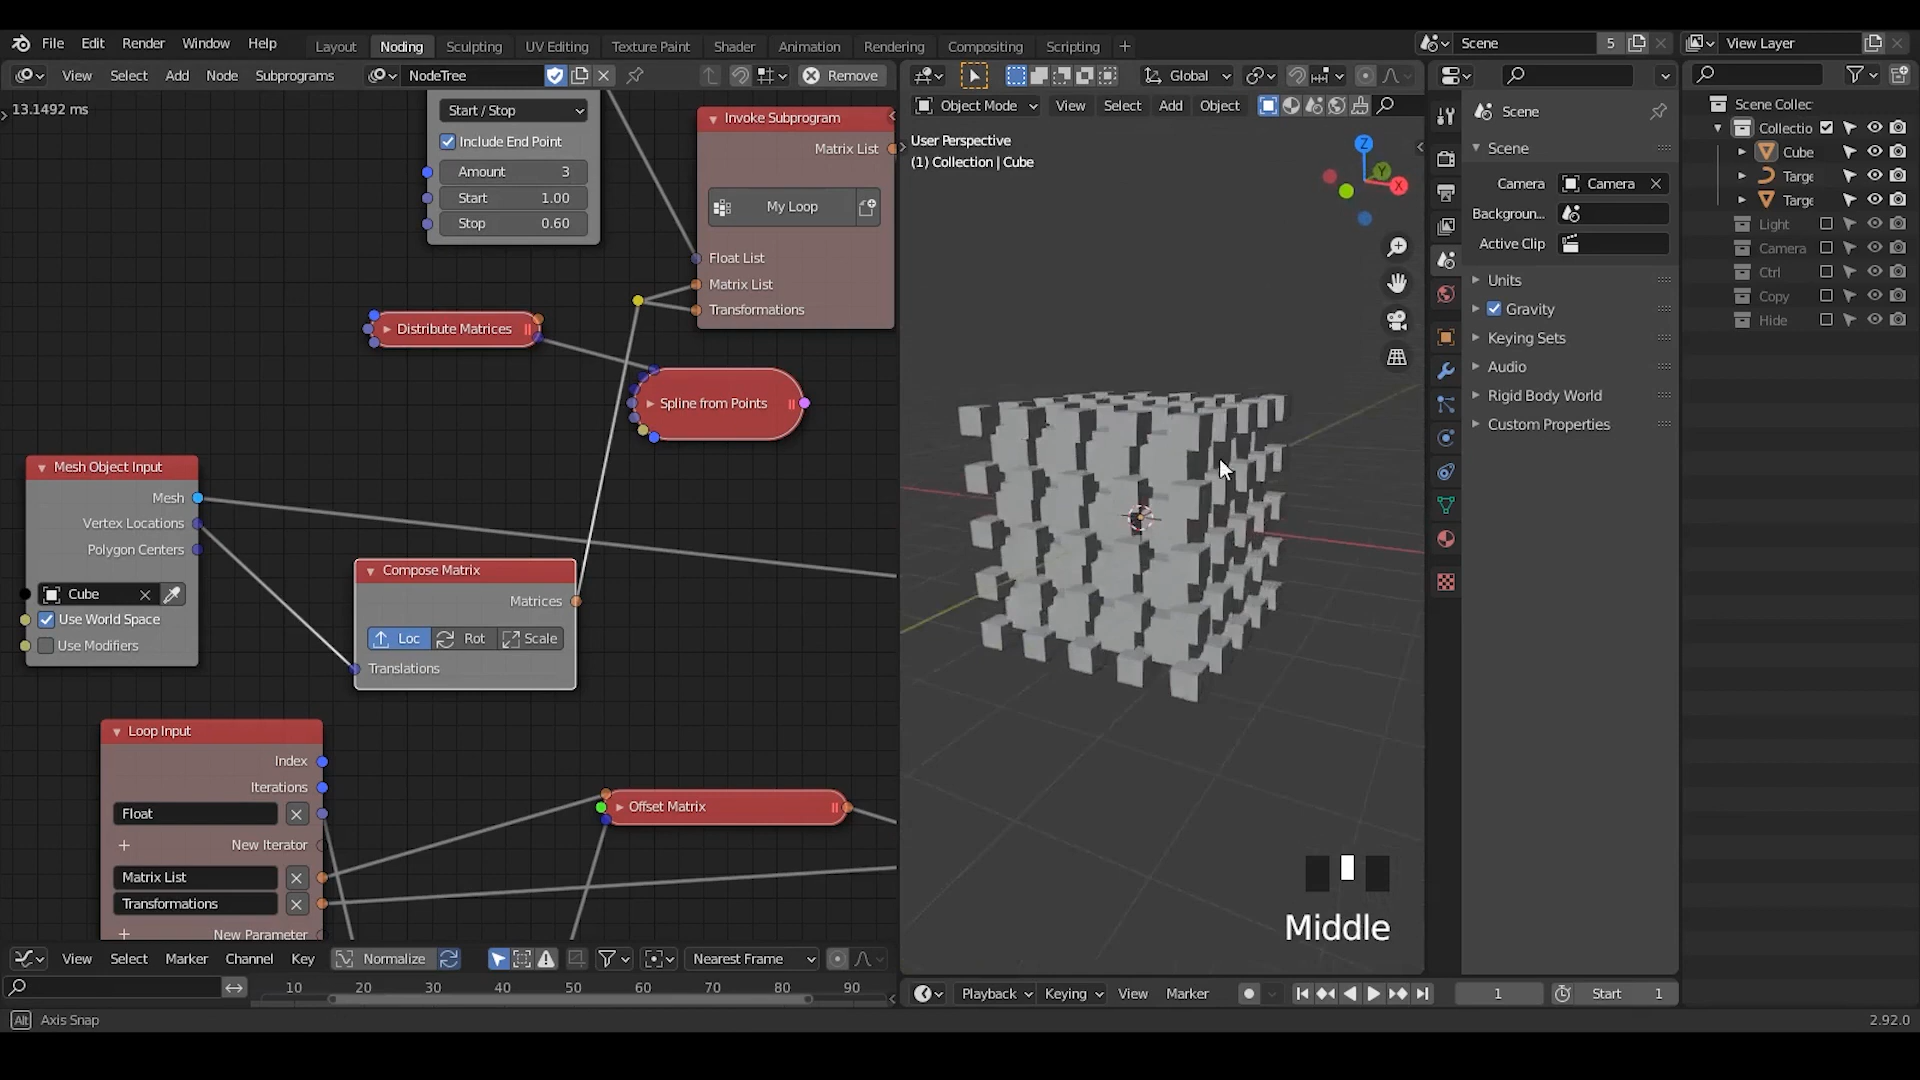 File Edit Render Window Help Layout Noding Sculpting UV Editing Texture Paint Shader Animation Rendering Compositing Scripting Scene 5 View Layer
View Select Add Node Subprograms NodeTree Remove Global
Object Mode View Select Add Object
13.1492 ms
Start / Stop
Include End Point
Amount 3
Start 1.00
Stop 0.60
Invoke Subprogram
Matrix List
My Loop
Float List
Matrix List
Transformations
Distribute Matrices
Spline from Points
Mesh Object Input
Mesh
Vertex Locations
Polygon Centers
Cube
Use World Space
Use Modifiers
Compose Matrix
Matrices
Loc Rot Scale
Translations
Loop Input
Index
Iterations
Float
New Iterator
Matrix List
Transformations
New Parameter
Offset Matrix
User Perspective
(1) Collection | Cube
Z
Y
X
Middle
Scene
Scene
Camera Camera
Backgroun...
Active Clip
Units
Gravity
Keying Sets
Audio
Rigid Body World
Custom Properties
Scene Collec
Collectio
Cube
Targe
Targe
Light
Camera
Ctrl
Copy
Hide
View Select Marker Channel Key Normalize Nearest Frame
10 20 30 40 50 60 70 80 90
Playback Keying View Marker 1 Start 1
Alt Axis Snap
2.92.0